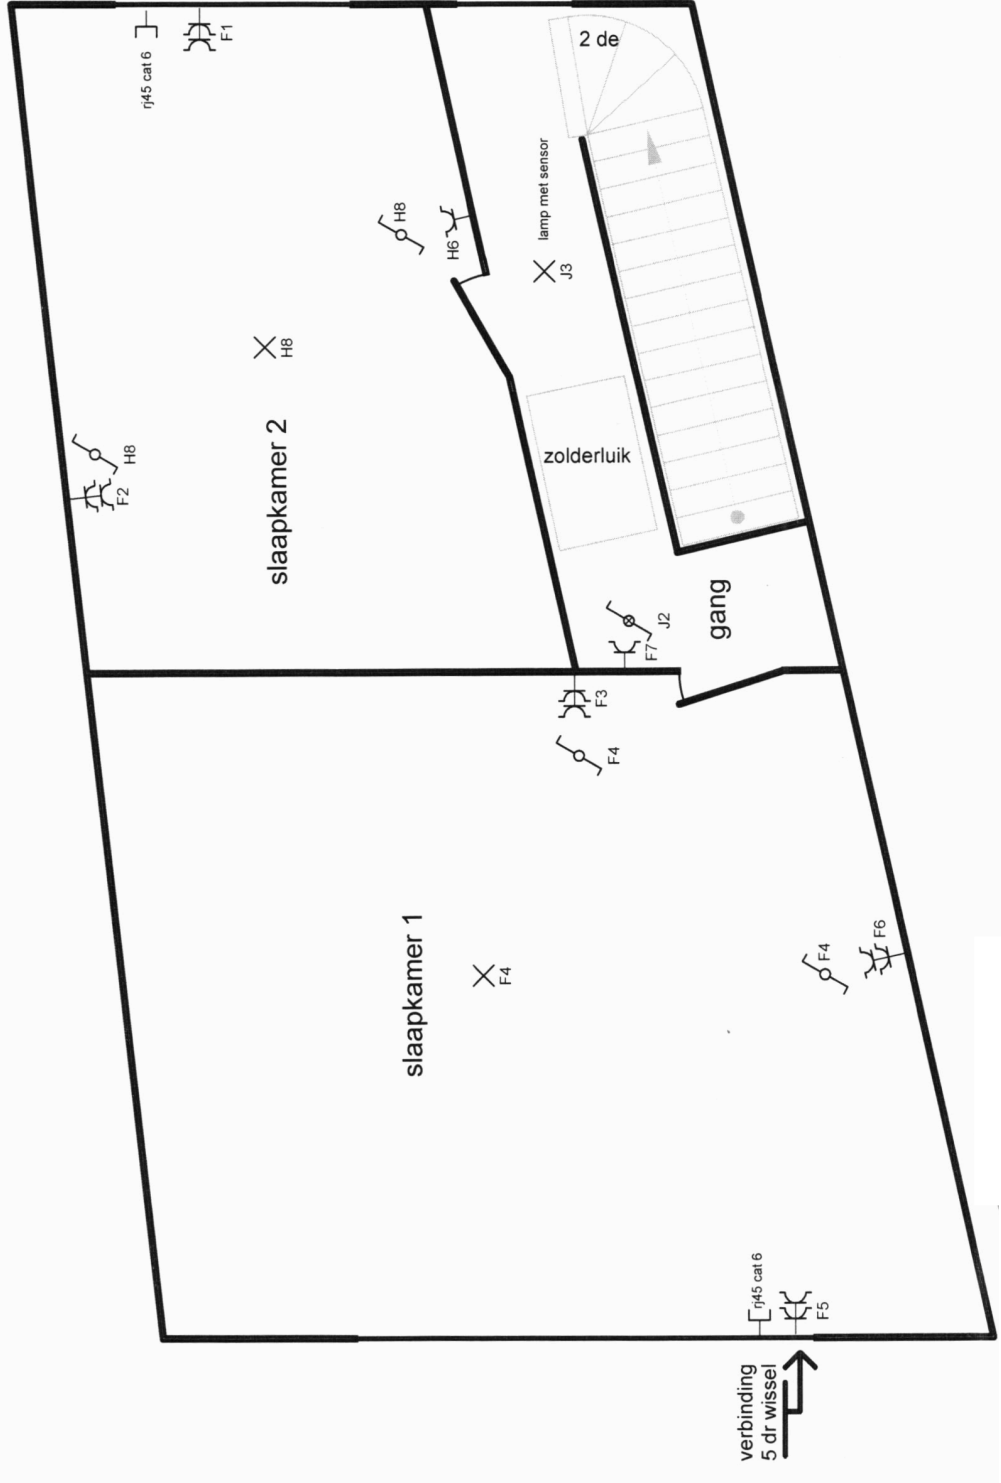 rj45 cat 6
F1
2 de
lamp met sensor
H8
H6
J3
H8
H8
F2
slaapkamer 2
zolderluik
J2
F7
gang
F3
F4
slaapkamer 1
F4
F4
F6
rj45 cat 6
F5
verbinding
5 dr wissel